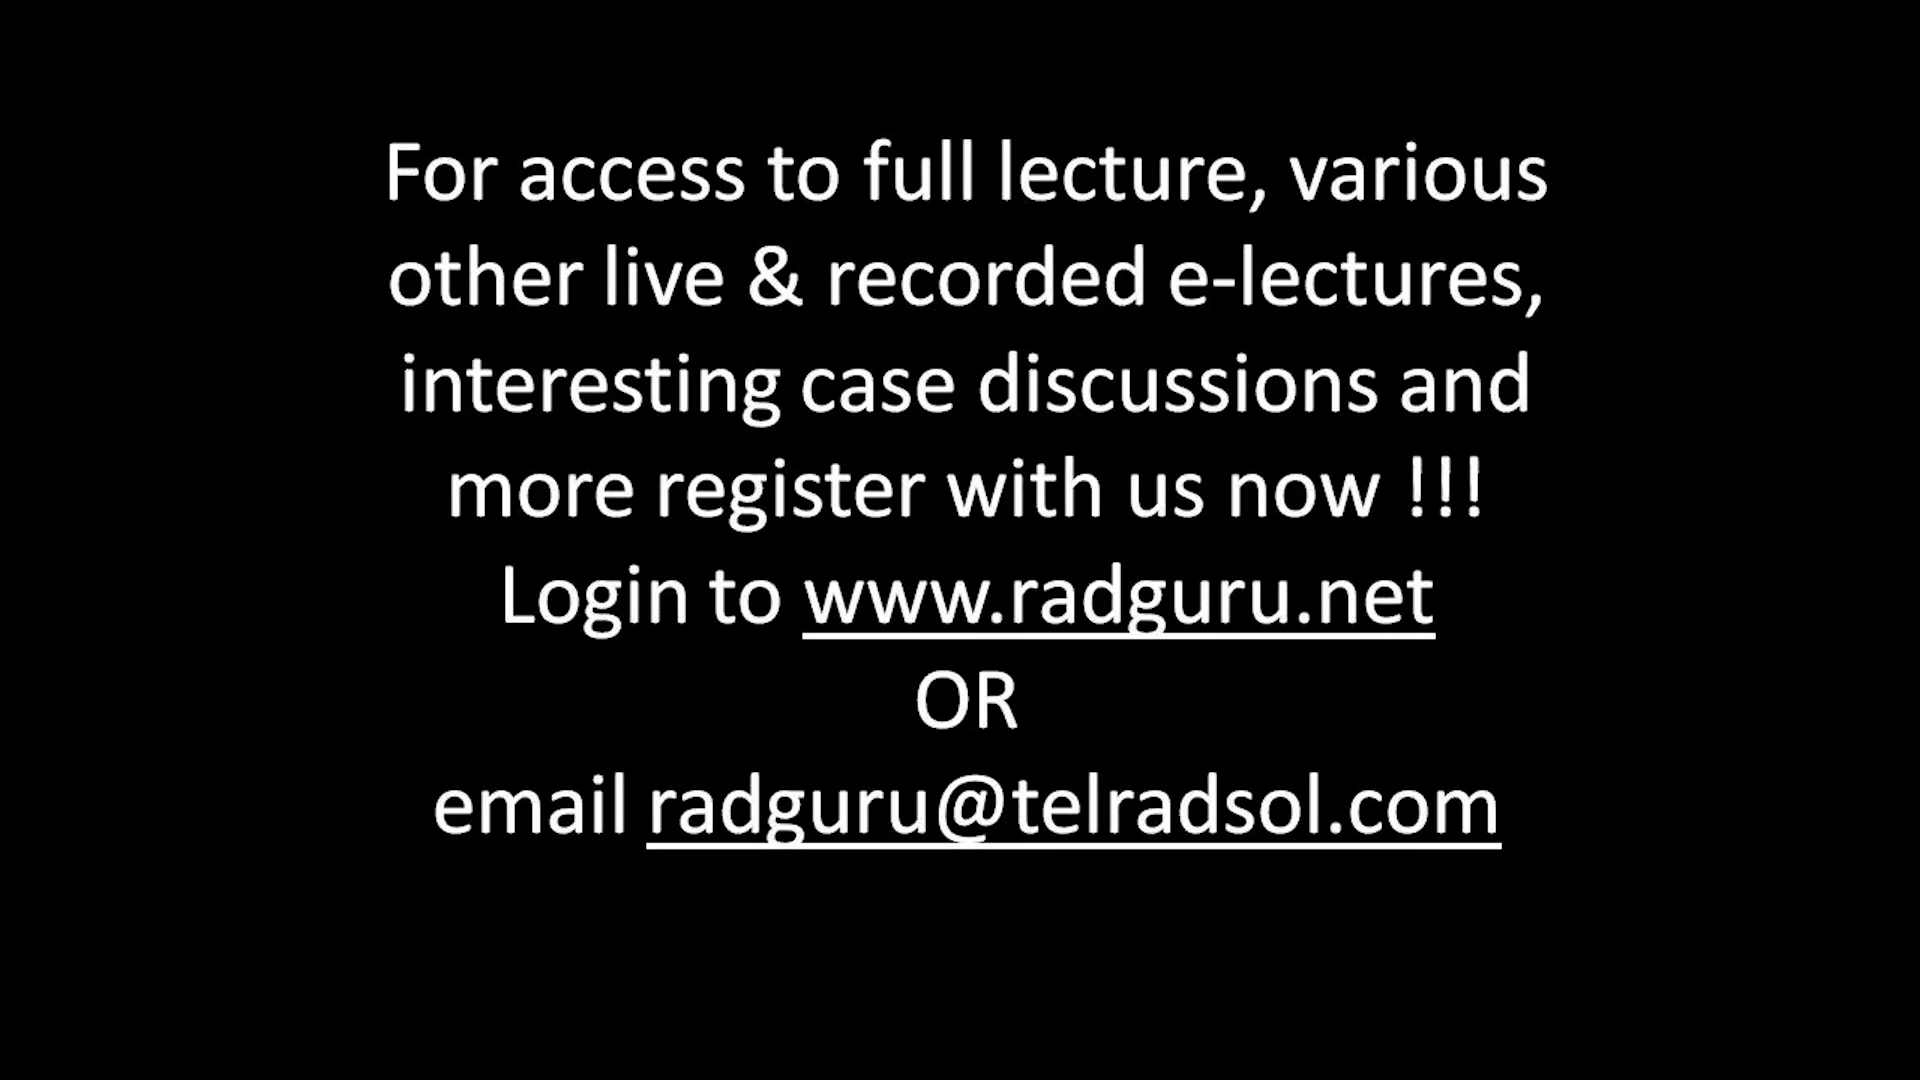 For access to full lecture, various
other live & recorded e-lectures,
interesting case discussions and
more register with us now !!!
Login to www.radguru.net
OR
email radguru@telradsol.com